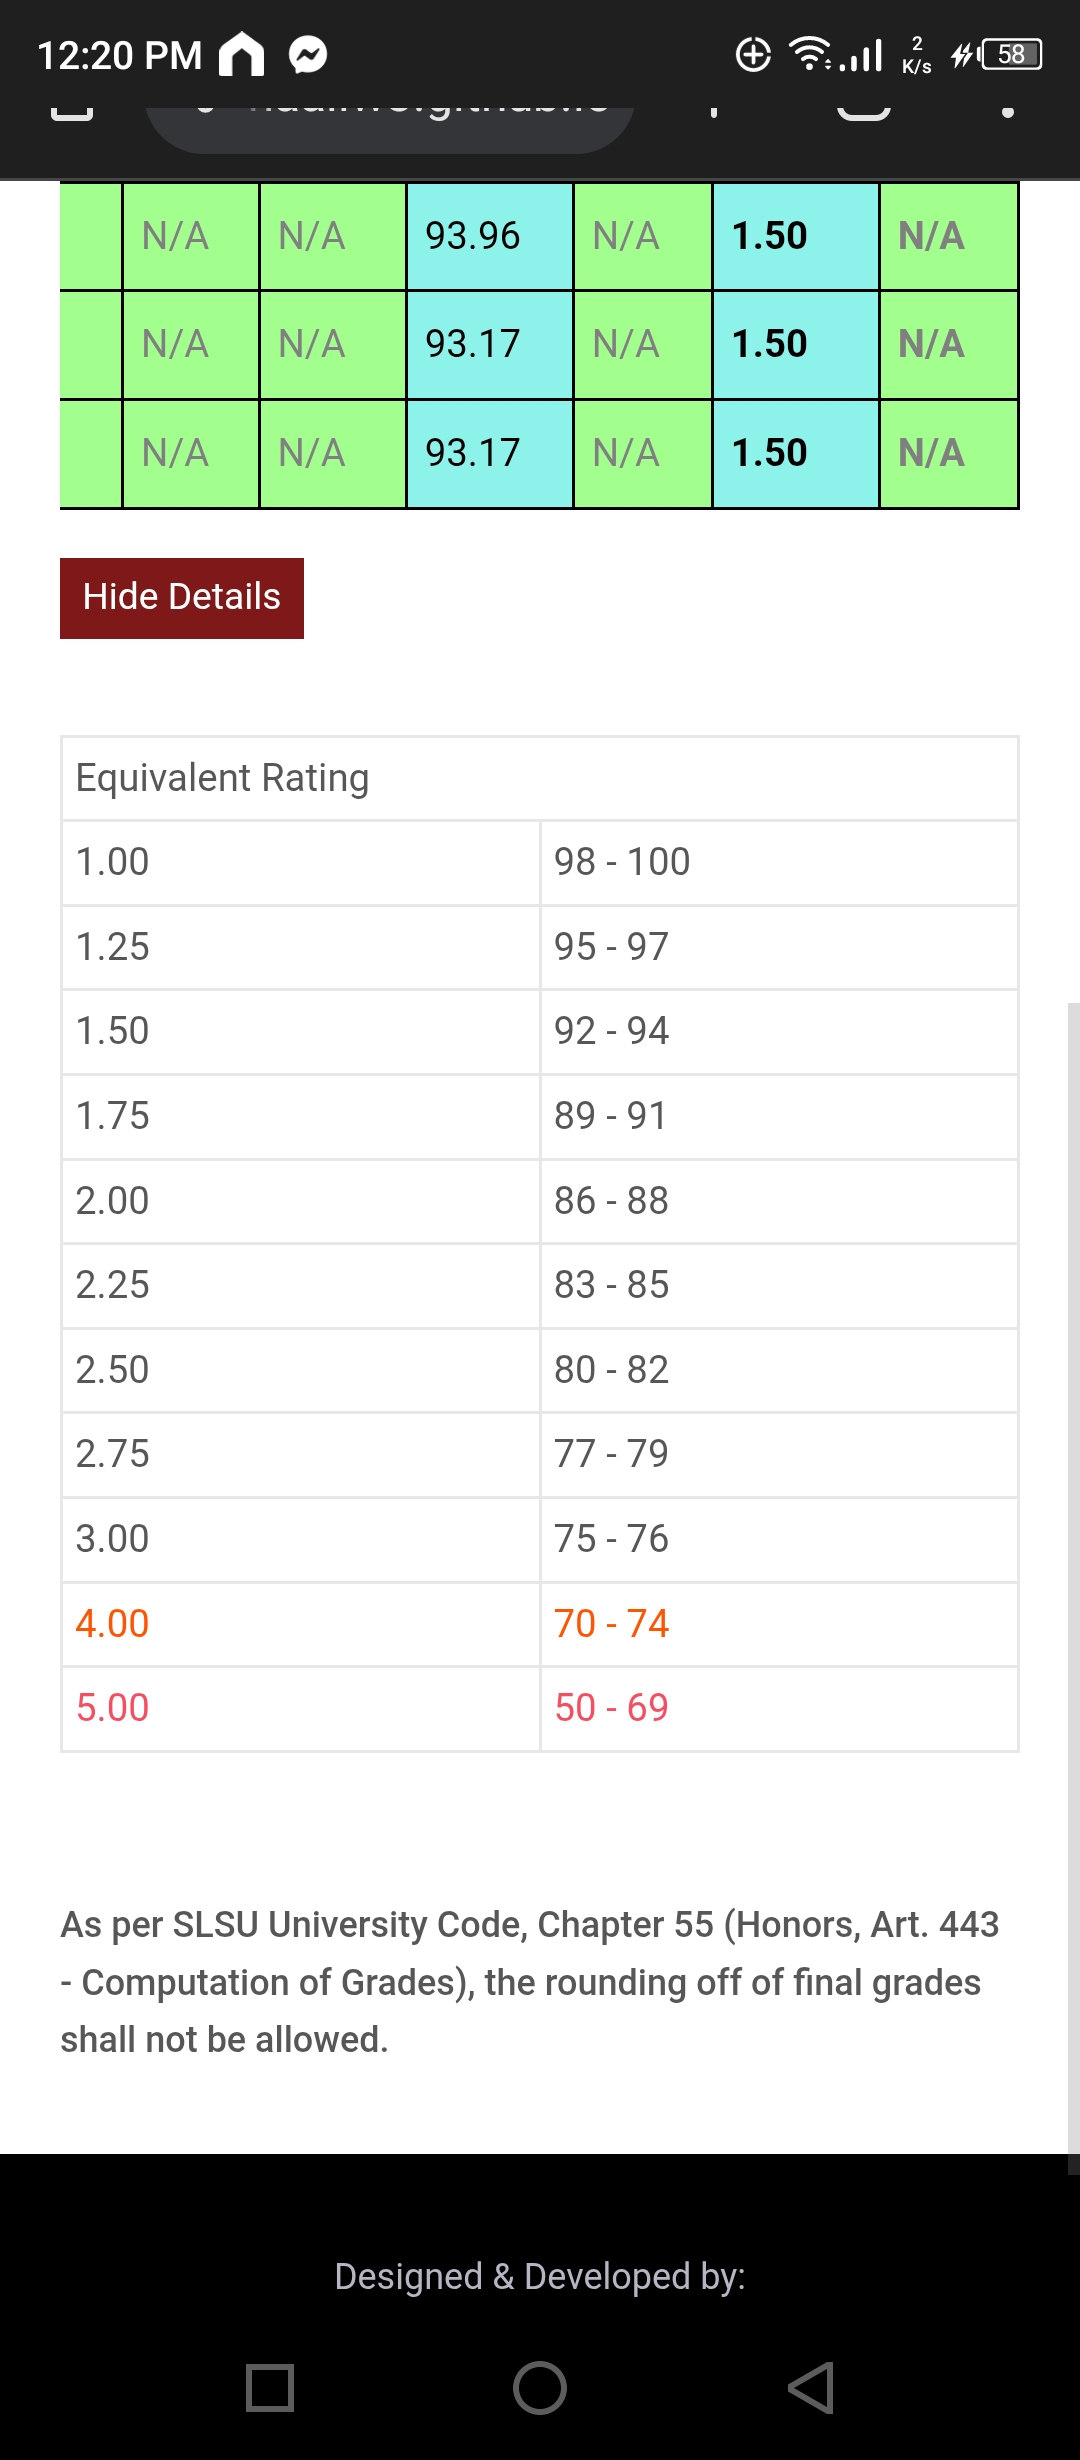 12:20 PM 2 K/s 58
N/A N/A 93.96 N/A 1.50 N/A
N/A N/A 93.17 N/A 1.50 N/A
N/A N/A 93.17 N/A 1.50 N/A
Hide Details
Equivalent Rating
1.00 98 - 100
1.25 95 - 97
1.50 92 - 94
1.75 89 - 91
2.00 86 - 88
2.25 83 - 85
2.50 80 - 82
2.75 77 - 79
3.00 75 - 76
4.00 70 - 74
5.00 50 - 69
As per SLSU University Code, Chapter 55 (Honors, Art. 443
- Computation of Grades), the rounding off of final grades
shall not be allowed.
Designed & Developed by: